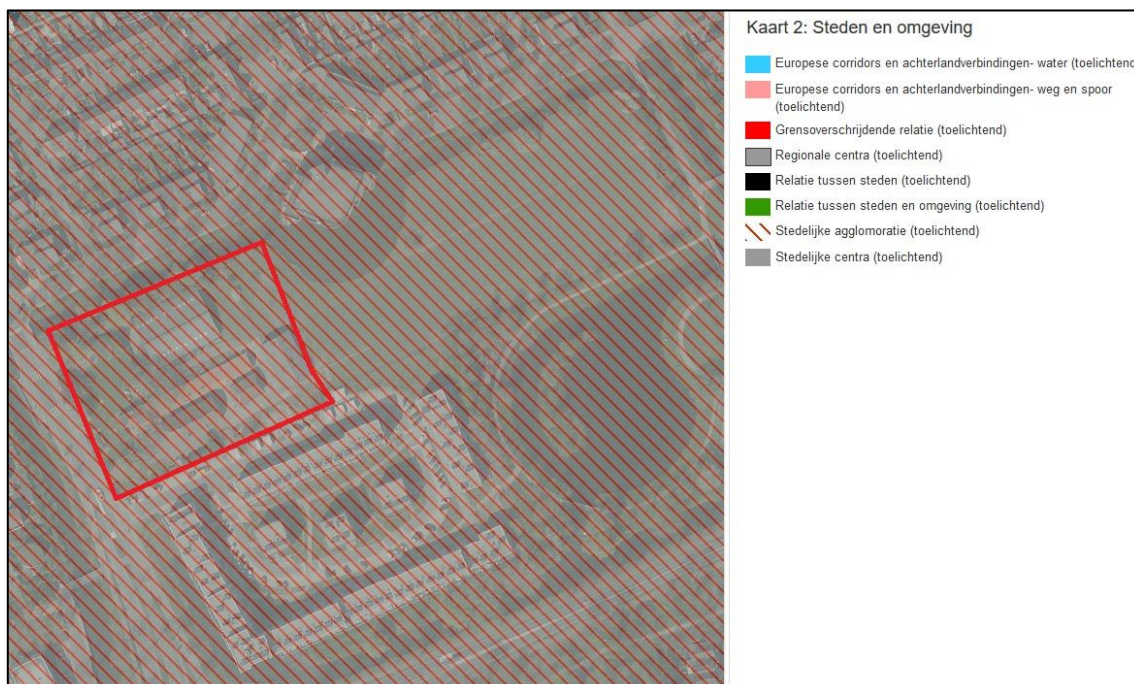 Kaart 2: Steden en omgeving
Europese corridors en achterlandverbindingen- water (toelichtend
Europese corridors en achterlandverbindingen- weg en spoor
(toelichtend)
Grensoverschrijdende relatie (toelichtend)
Regionale centra (toelichtend)
Relatie tussen steden (toelichtend)
Relatie tussen steden en omgeving (toelichtend)
Stedelijke agglomoratie (toelichtend)
Stedelijke centra (toelichtend)